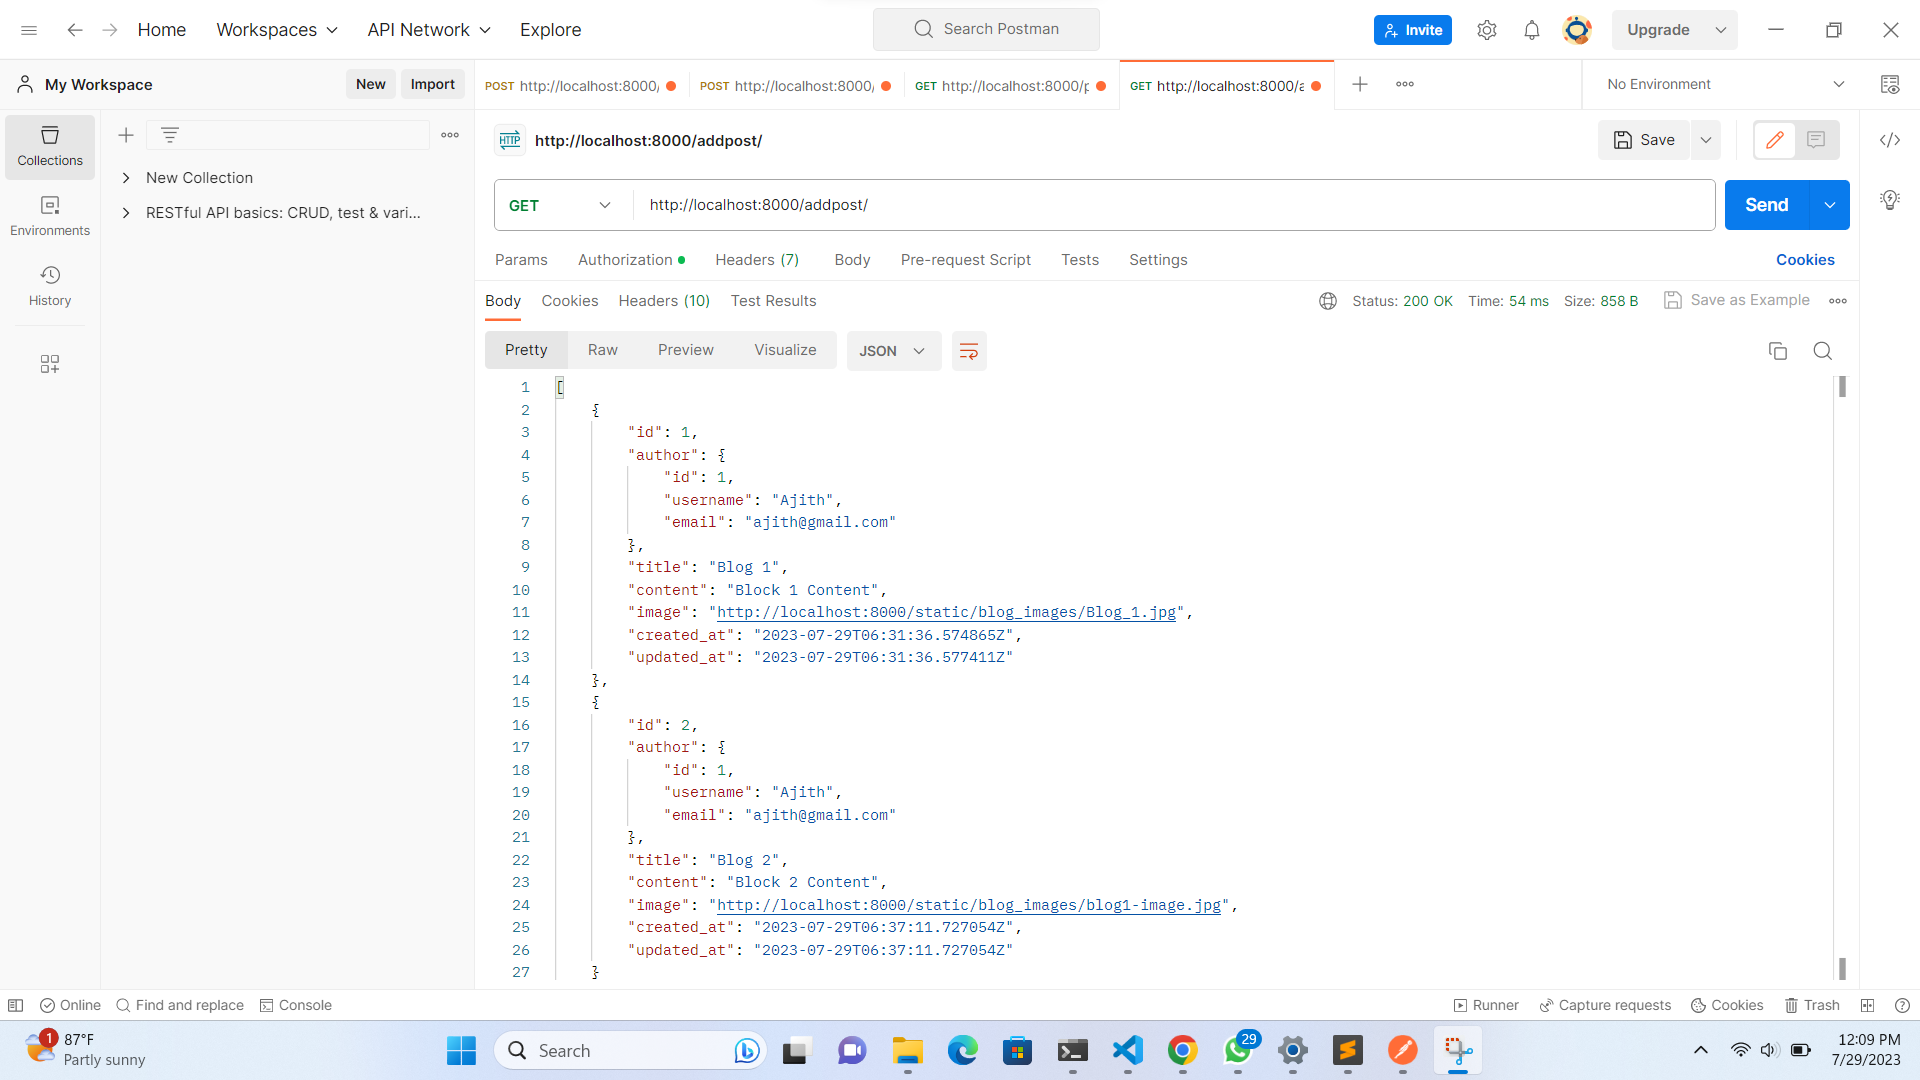 Home Workspaces API Network Explore Search Postman Invite Upgrade
My Workspace New Import POST http://localhost:8000/ POST http://localhost:8000/ GET http://localhost:8000/p GET http://localhost:8000/a No Environment
HTTP http://localhost:8000/addpost/ Save
Collections
New Collection
RESTful API basics: CRUD, test & vari...
Environments
History
GET http://localhost:8000/addpost/ Send
Params Authorization Headers (7) Body Pre-request Script Tests Settings Cookies
Body Cookies Headers (10) Test Results Status: 200 OK Time: 54 ms Size: 858 B Save as Example
Pretty Raw Preview Visualize JSON
1 [
2 {
3 "id": 1,
4 "author": {
5 "id": 1,
6 "username": "Ajith",
7 "email": "ajith@gmail.com"
8 },
9 "title": "Blog 1",
10 "content": "Block 1 Content",
11 "image": "http://localhost:8000/static/blog_images/Blog_1.jpg",
12 "created_at": "2023-07-29T06:31:36.574865Z",
13 "updated_at": "2023-07-29T06:31:36.577411Z"
14 },
15 {
16 "id": 2,
17 "author": {
18 "id": 1,
19 "username": "Ajith",
20 "email": "ajith@gmail.com"
21 },
22 "title": "Blog 2",
23 "content": "Block 2 Content",
24 "image": "http://localhost:8000/static/blog_images/blog1-image.jpg",
25 "created_at": "2023-07-29T06:37:11.727054Z",
26 "updated_at": "2023-07-29T06:37:11.727054Z"
27 }
Online Find and replace Console Runner Capture requests Cookies Trash
1 87°F
Partly sunny
Search
29
12:09 PM
7/29/2023